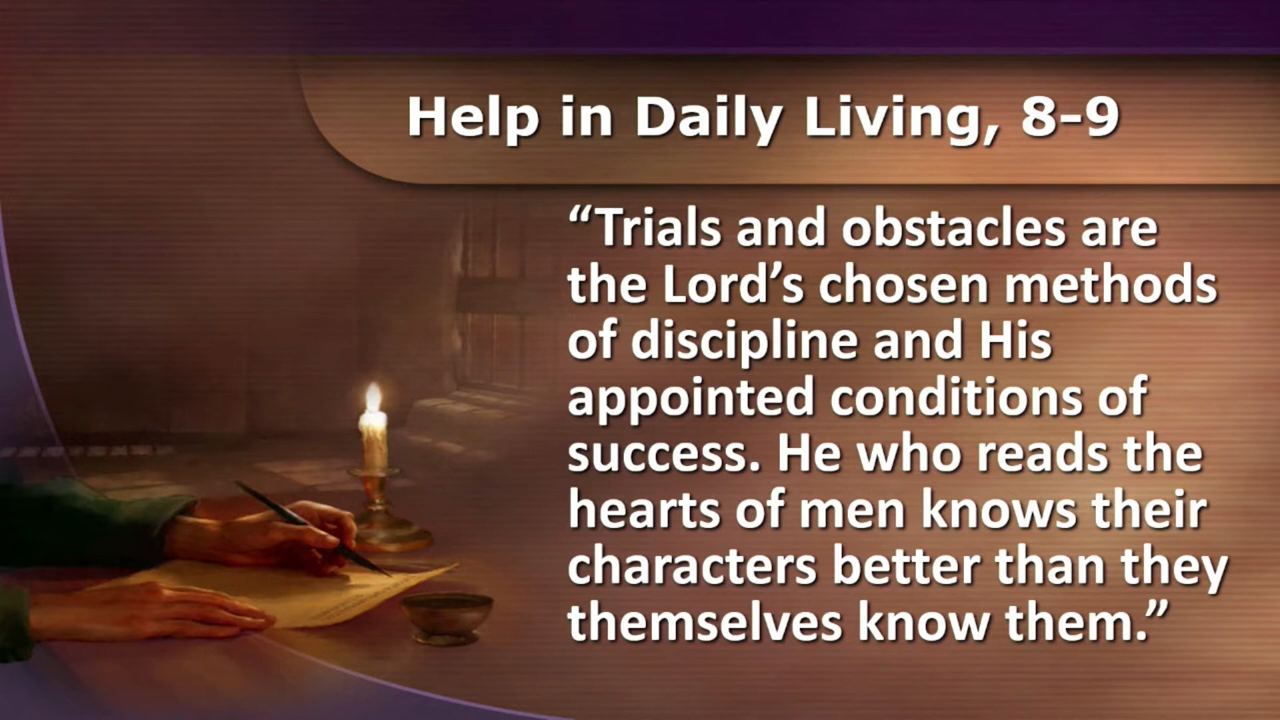 Help in Daily Living, 8-9
“Trials and obstacles are
the Lord’s chosen methods
of discipline and His
appointed conditions of
success. He who reads the
hearts of men knows their
characters better than they
themselves know them.”